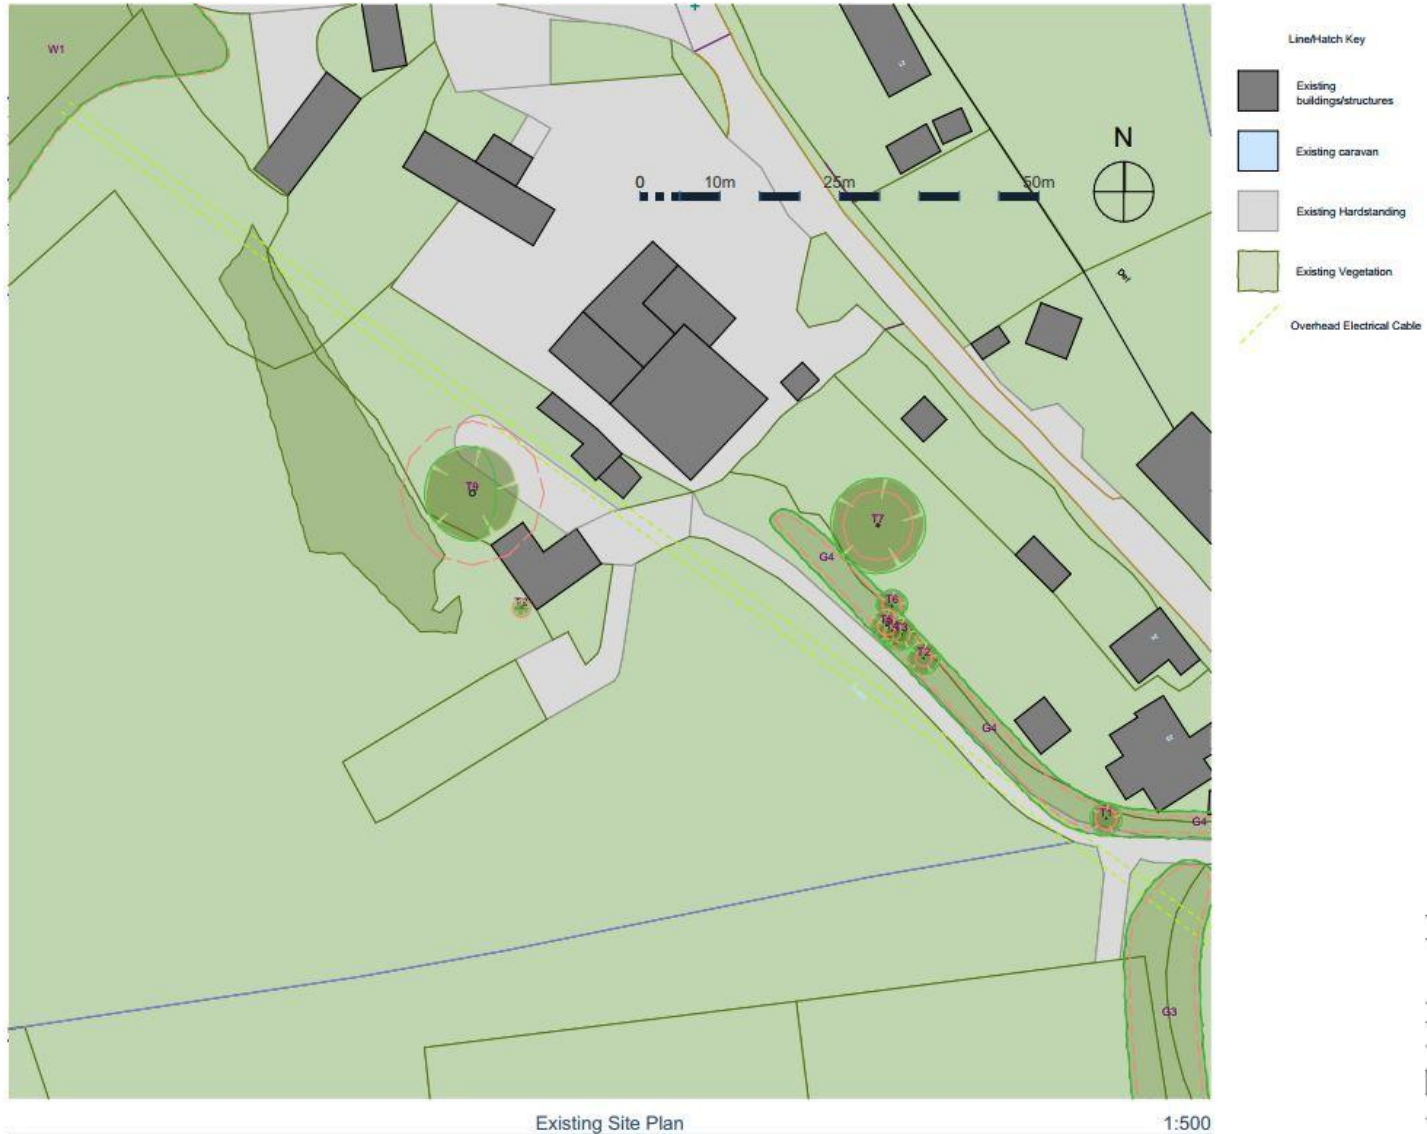 W1
Line/Hatch Key
Existing
buildings/structures
N
Existing caravan
0 10m 25m 50m
Existing Hardstanding
Existing Vegetation
Overhead Electrical Cable
T9
T7
G4
T6
T2
G4
T1
G4
G3
Existing Site Plan 1:500